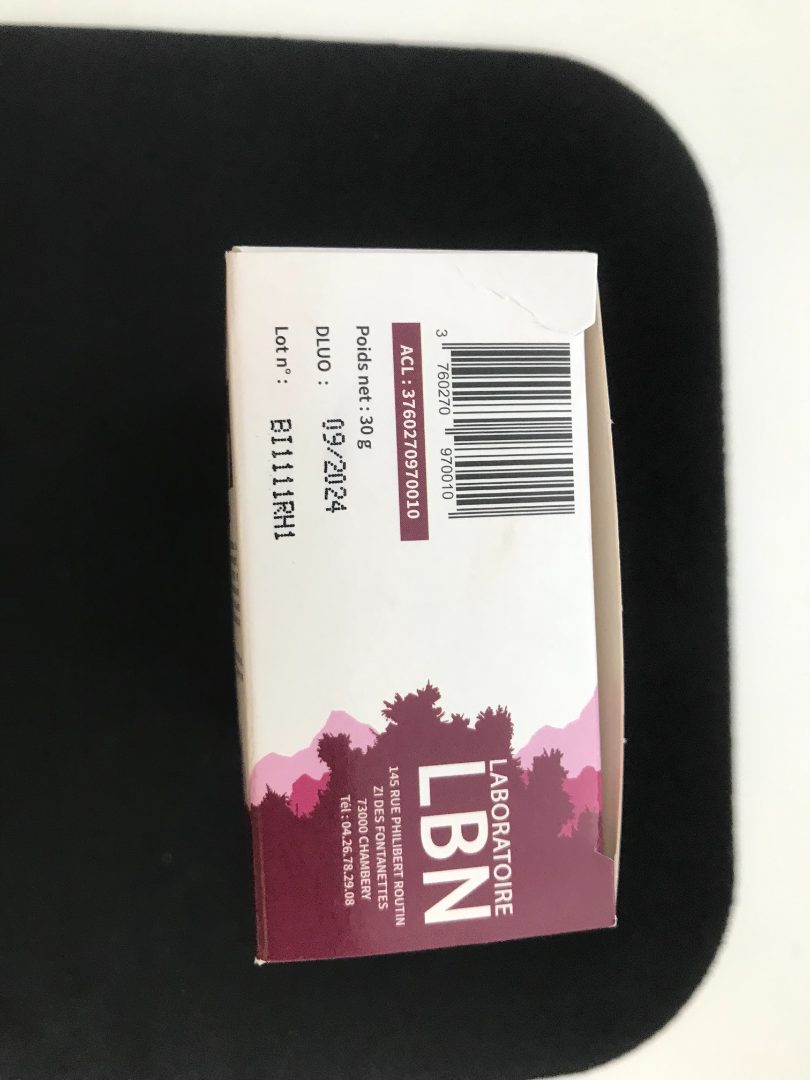 3 760270 970010
ACL : 3760270970010
Poids net : 30 g
DLUO : 09/2024
Lot n° : BI1111RH1
LABORATOIRE
LBN
145 RUE PHILIBERT ROUTIN
ZI DES FONTANETTES
73000 CHAMBERY
Tél : 04.26.78.29.08